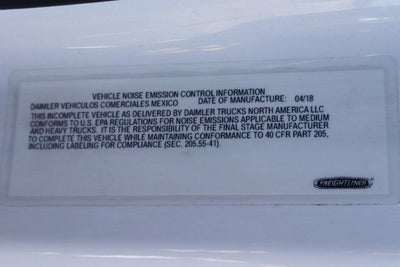 VEHICLE NOISE EMISSION CONTROL INFORMATION
DAIMLER VEHICULOS COMERCIALES MEXICO DATE OF MANUFACTURE: 04/18
THIS INCOMPLETE VEHICLE AS DELIVERED BY DAIMLER TRUCKS NORTH AMERICA LLC
CONFORMS TO U.S. EPA REGULATIONS FOR NOISE EMISSIONS APPLICABLE TO MEDIUM
AND HEAVY TRUCKS. IT IS THE RESPONSIBILITY OF THE FINAL STAGE MANUFACTURER
TO COMPLETE THIS VEHICLE WHILE MAINTAINING CONFORMANCE TO 40 CFR PART 205,
INCLUDING LABELING FOR COMPLIANCE (SEC. 205.55-41).
FREIGHTLINER